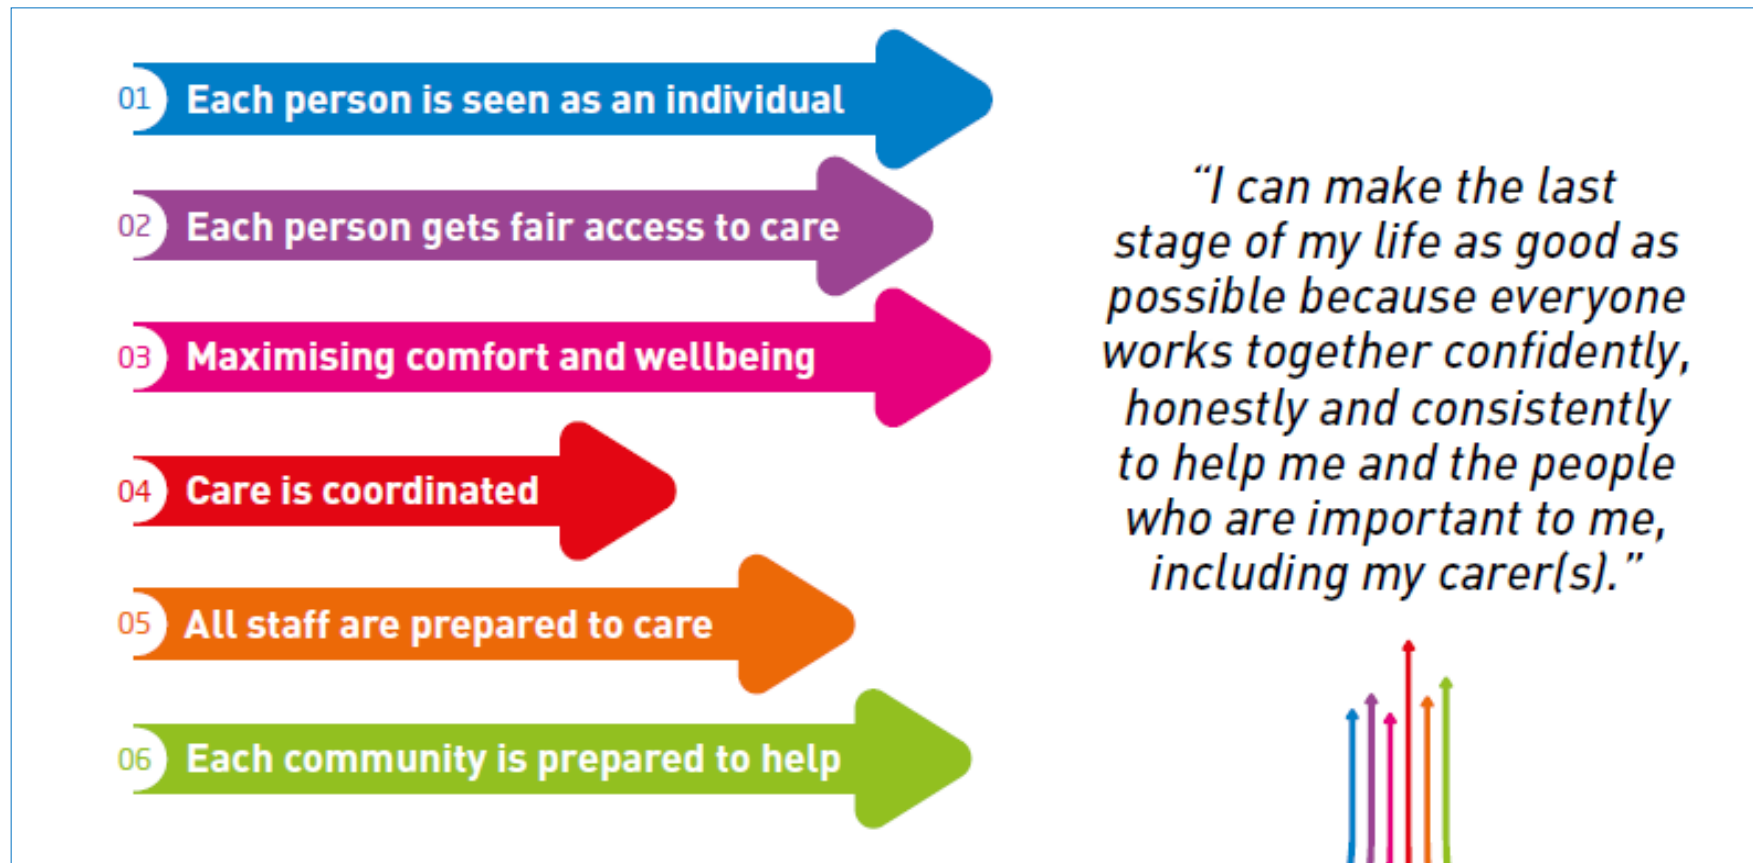 01 Each person is seen as an individual
02 Each person gets fair access to care
03 Maximising comfort and wellbeing
04 Care is coordinated
05 All staff are prepared to care
06 Each community is prepared to help
“I can make the last
stage of my life as good as
possible because everyone
works together confidently,
honestly and consistently
to help me and the people
who are important to me,
including my carer(s).”